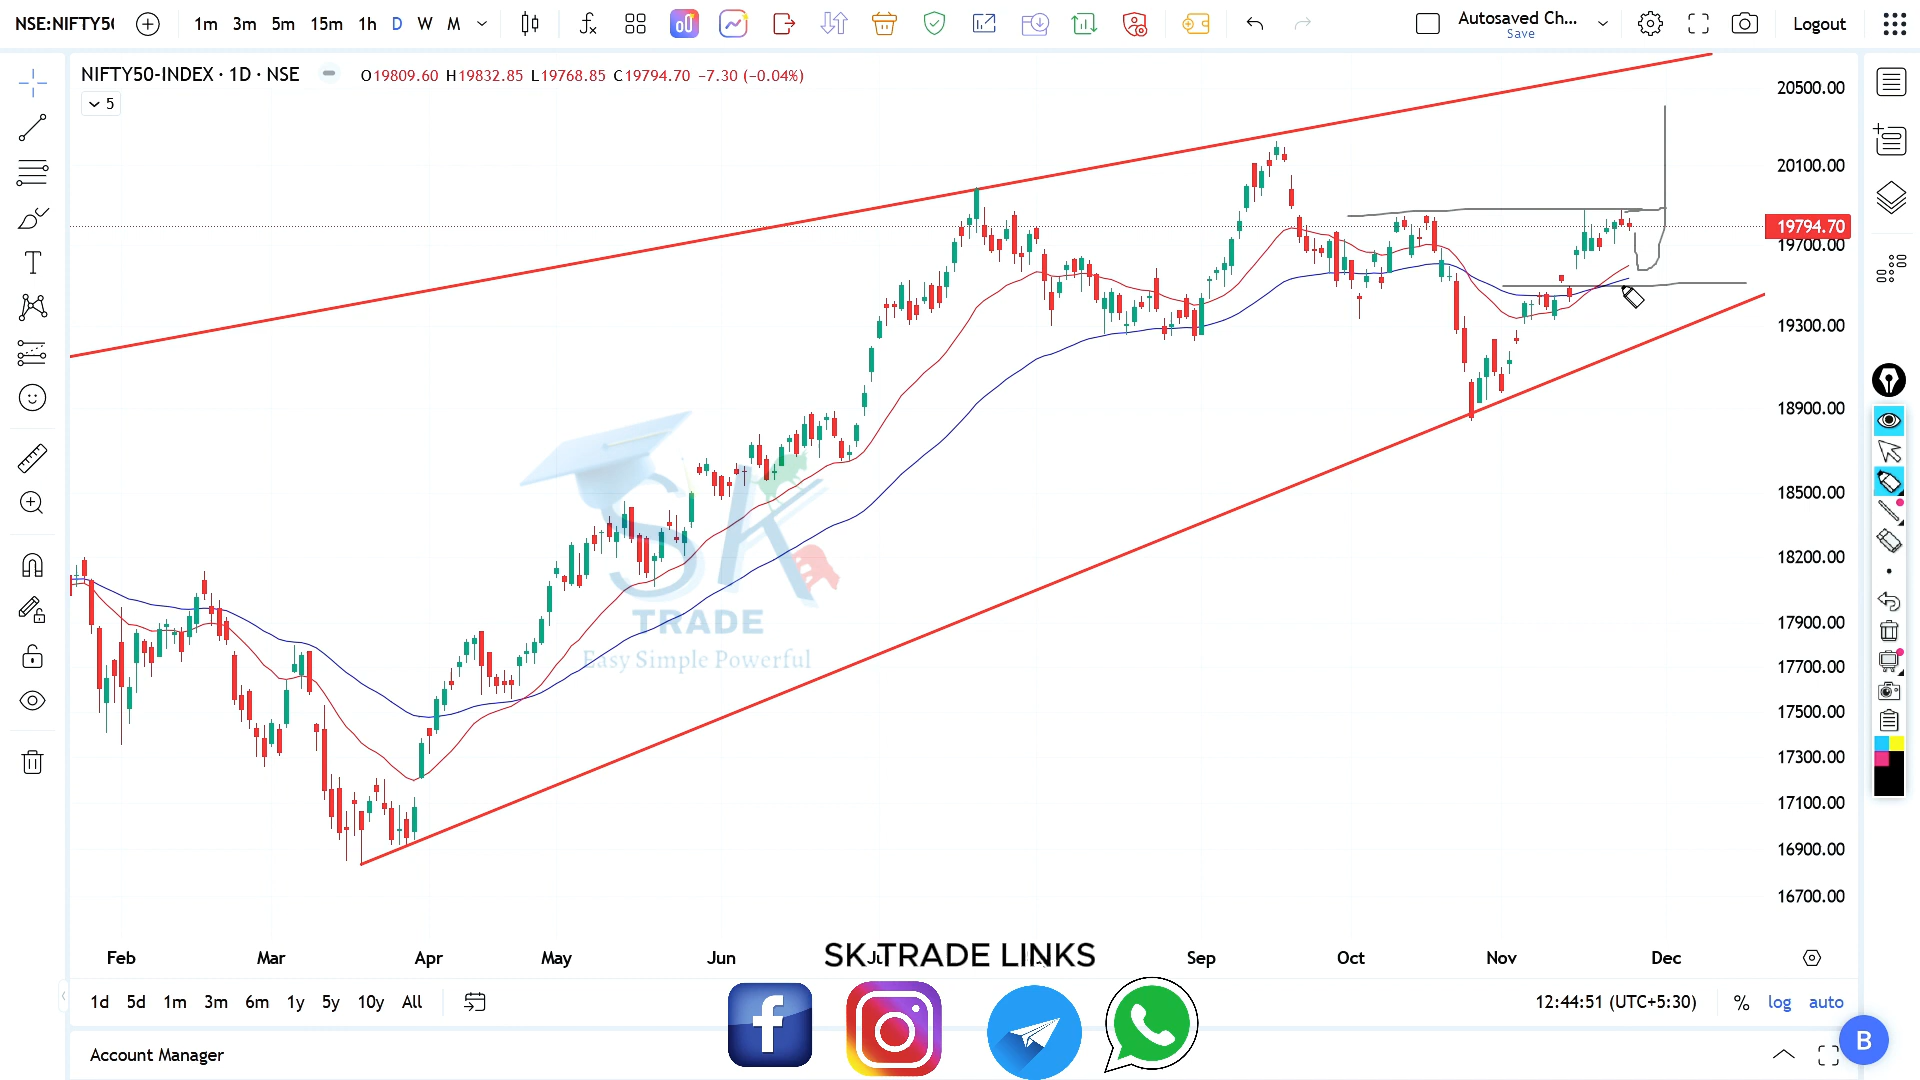 NSE:NIFTY50 1m 3m 5m 15m 1h D W M Autosaved Ch... Logout
Save
NIFTY50-INDEX · 1D · NSE O19809.60 H19832.85 L19768.85 C19794.70 −7.30 (−0.04%)
5
20500.00
20100.00
19794.70
19700.00
19300.00
18900.00
18500.00
18200.00
17900.00
17700.00
17500.00
17300.00
17100.00
16900.00
16700.00
SK
TRADE
Easy Simple Powerful
Feb Mar Apr May Jun Sep Oct Nov Dec
SK TRADE LINKS
1d 5d 1m 3m 6m 1y 5y 10y All 12:44:51 (UTC+5:30) % log auto
Account Manager B